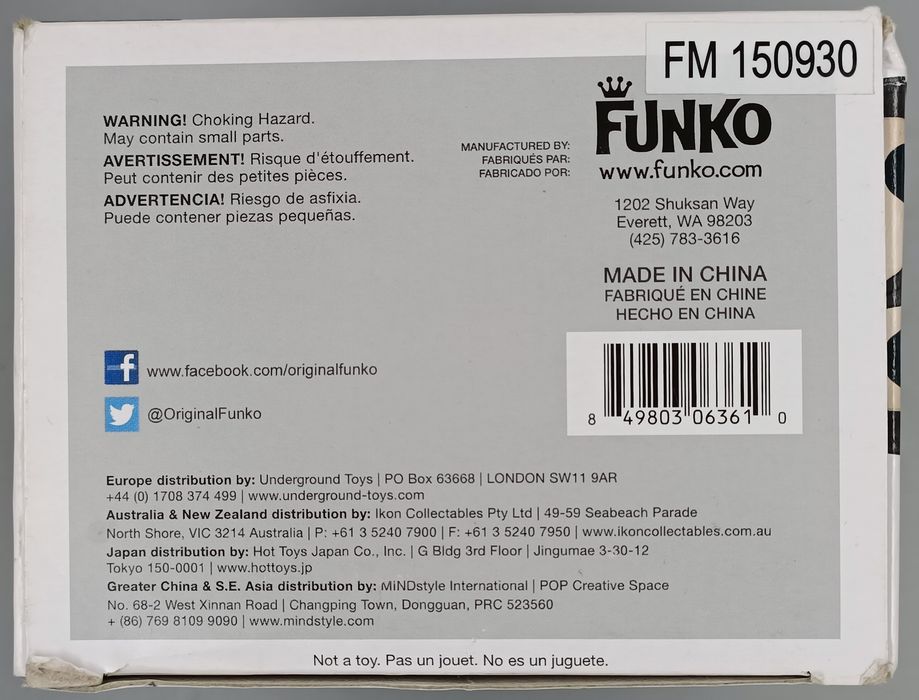 FM 150930
WARNING! Choking Hazard.
May contain small parts.
AVERTISSEMENT! Risque d'étouffement.
Peut contenir des petites pièces.
ADVERTENCIA! Riesgo de asfixia.
Puede contener piezas pequeñas.
MANUFACTURED BY:
FABRIQUÉS PAR:
FABRICADO POR:
FUNKO
www.funko.com
1202 Shuksan Way
Everett, WA 98203
(425) 783-3616
MADE IN CHINA
FABRIQUÉ EN CHINE
HECHO EN CHINA
8 49803 06361 0
f www.facebook.com/originalfunko
@OriginalFunko
Europe distribution by: Underground Toys | PO Box 63668 | LONDON SW11 9AR
+44 (0) 1708 374 499 | www.underground-toys.com
Australia & New Zealand distribution by: Ikon Collectables Pty Ltd | 49-59 Seabeach Parade
North Shore, VIC 3214 Australia | P: +61 3 5240 7900 | F: +61 3 5240 7950 | www.ikoncollectables.com.au
Japan distribution by: Hot Toys Japan Co., Inc. | G Bldg 3rd Floor | Jingumae 3-30-12
Tokyo 150-0001 | www.hottoys.jp
Greater China & S.E. Asia distribution by: MiNDstyle International | POP Creative Space
No. 68-2 West Xinnan Road | Changping Town, Dongguan, PRC 523560
+ (86) 769 8109 9090 | www.mindstyle.com
Not a toy. Pas un jouet. No es un juguete.